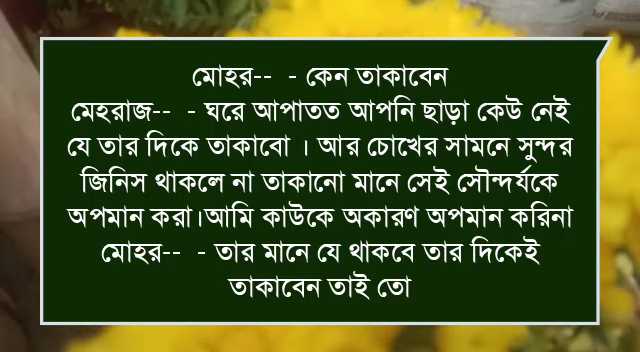 মোহর--  - কেন তাকাবেন
মেহরাজ--  - ঘরে আপাতত আপনি ছাড়া কেউ নেই
যে তার দিকে তাকাবো । আর চোখের সামনে সুন্দর
জিনিস থাকলে না তাকানো মানে সেই সৌন্দর্যকে
অপমান করা।আমি কাউকে অকারণ অপমান করিনা
মোহর--  - তার মানে যে থাকবে তার দিকেই
তাকাবেন তাই তো